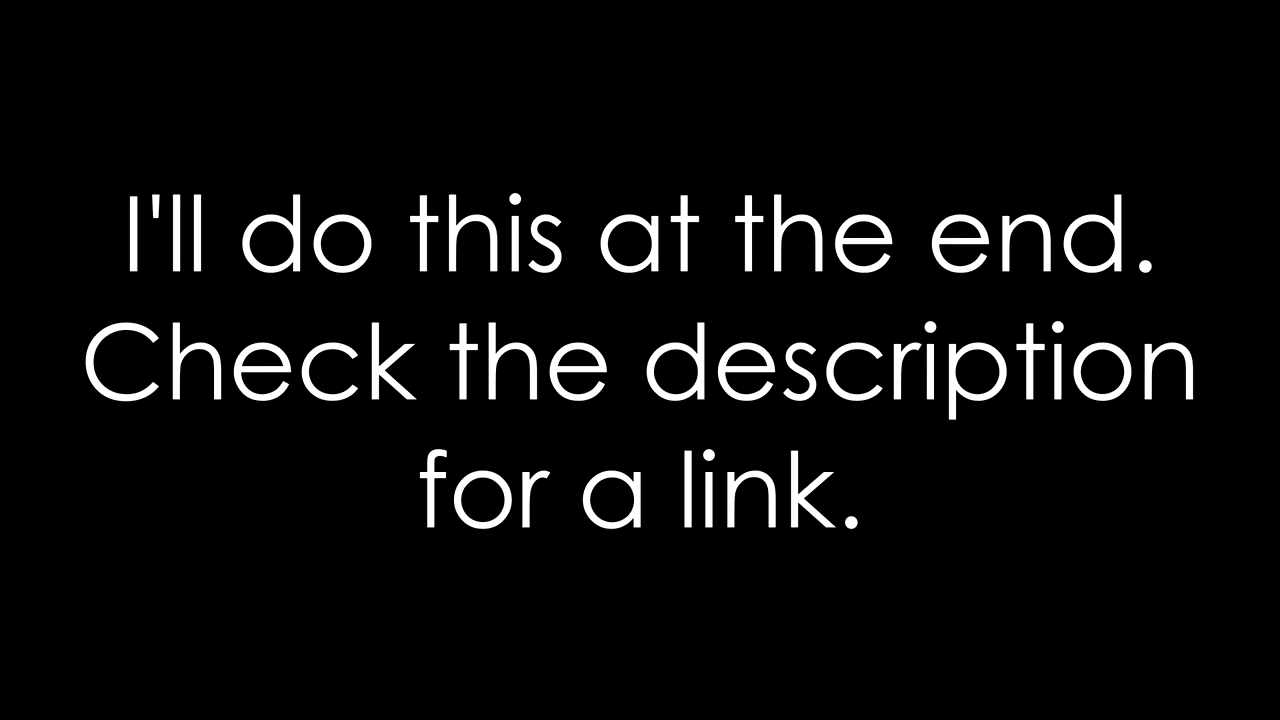 I'll do this at the end.
Check the description
for a link.